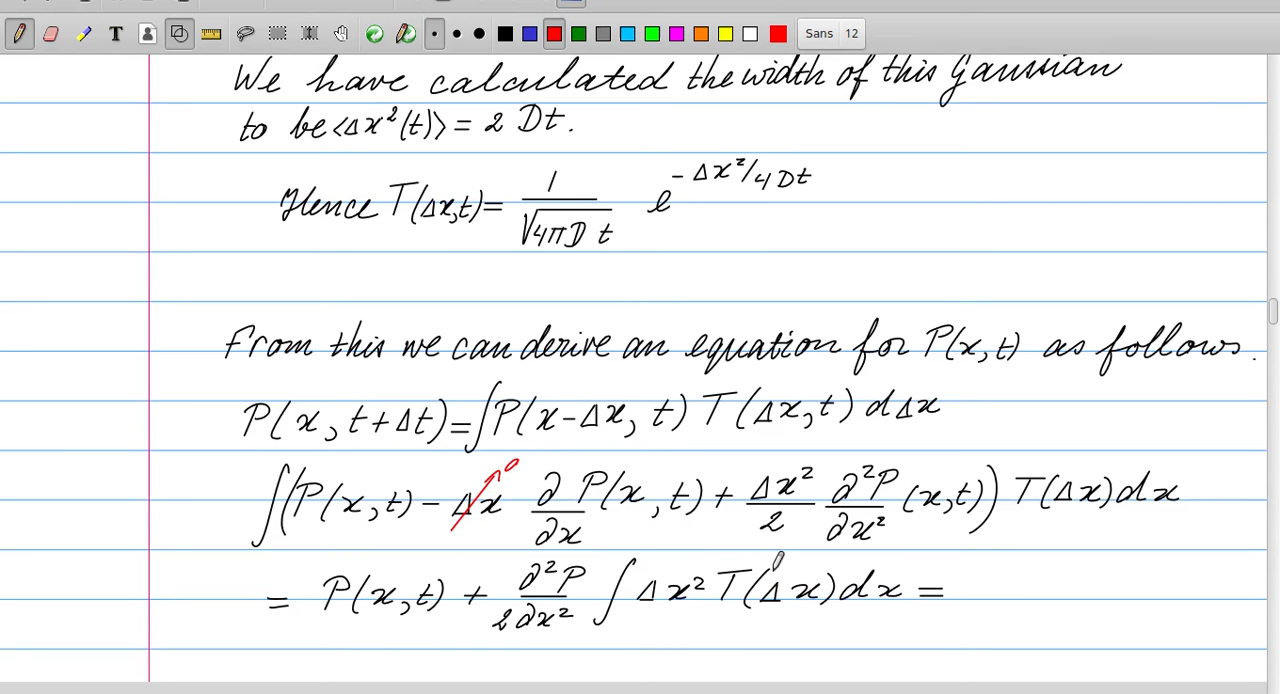 Sans 12
We have calculated the width of this Gaussian
to be ⟨Δx²(t)⟩ = 2 Dt.
Hence T(Δx,t) = 1/√(4πD t) e^(-Δx²/4Dt)
From this we can derive an equation for P(x,t) as follows.
P(x, t+Δt) = ∫P(x-Δx, t) T(Δx,t) dΔx
∫(P(x,t) - Δx⁰ ∂/∂x P(x,t) + Δx²/2 ∂²P/∂x² (x,t)) T(Δx)dx
= P(x,t) + ∂²P/2∂x² ∫ Δx² T(Δx)dx =